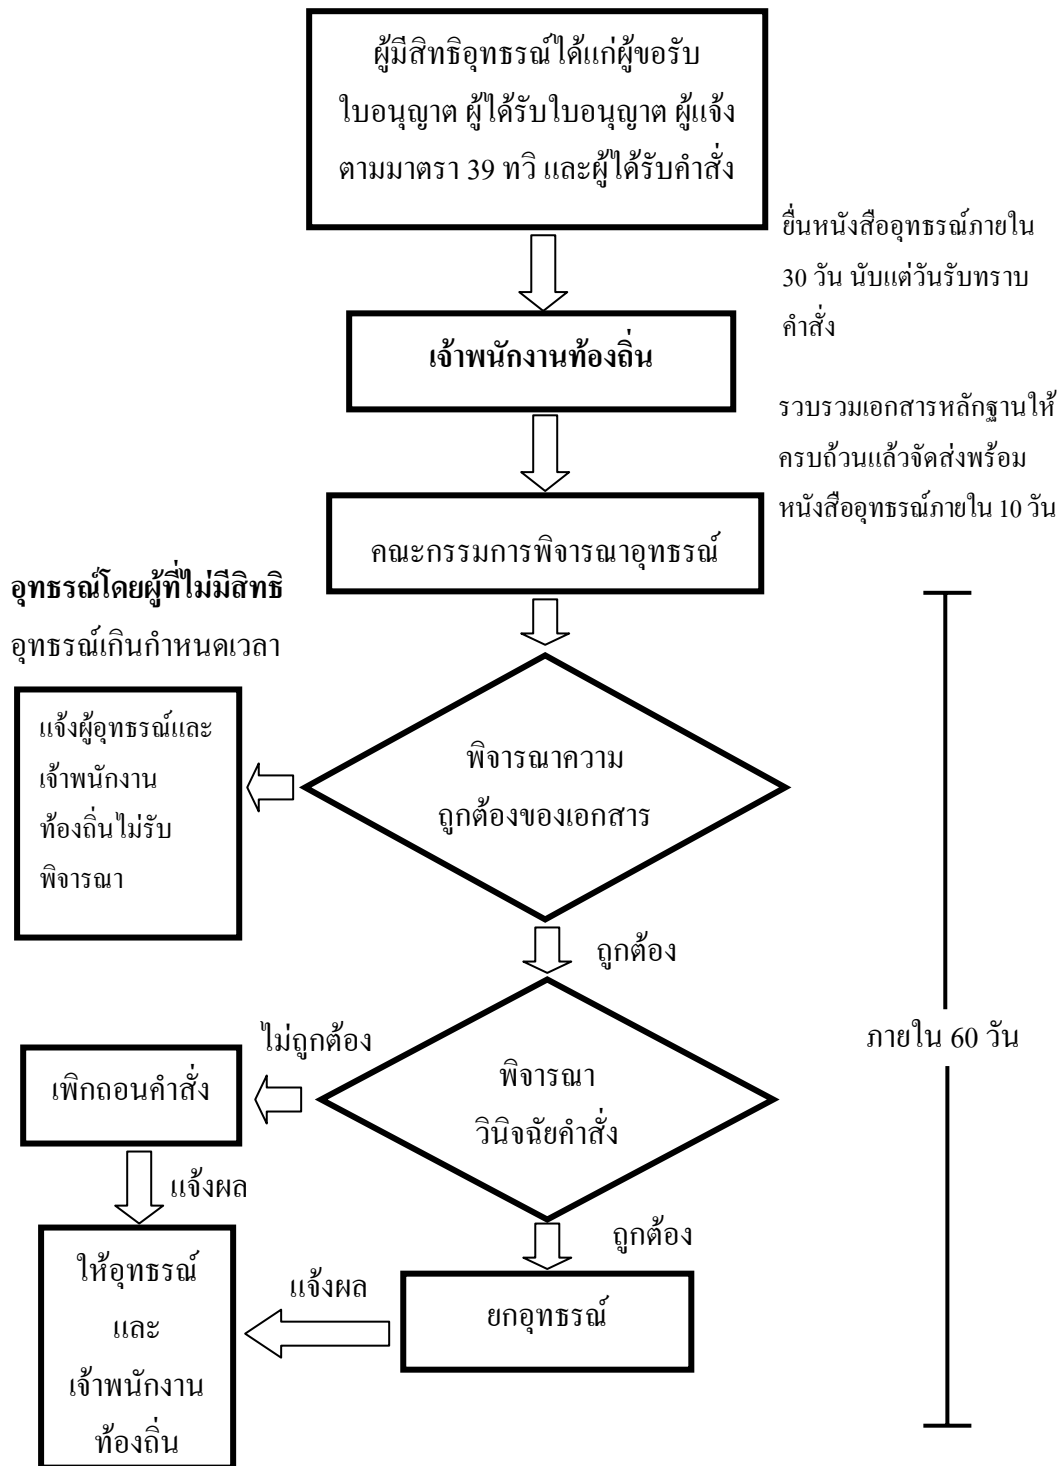 ผู้มีสิทธิอุทธรณ์ได้แก่ผู้ขอรับ
ใบอนุญาต ผู้ได้รับใบอนุญาต ผู้แจ้ง
ตามมาตรา 39 ทวิ และผู้ได้รับคำสั่ง
ยื่นหนังสืออุทธรณ์ภายใน
30 วัน นับแต่วันรับทราบ
คำสั่ง
เจ้าพนักงานท้องถิ่น
รวบรวมเอกสารหลักฐานให้
ครบถ้วนแล้วจัดส่งพร้อม
หนังสืออุทธรณ์ภายใน 10 วัน
คณะกรรมการพิจารณาอุทธรณ์
อุทธรณ์โดยผู้ที่ไม่มีสิทธิ
อุทธรณ์เกินกำหนดเวลา
แจ้งผู้อุทธรณ์และ
เจ้าพนักงาน
ท้องถิ่นไม่รับ
พิจารณา
พิจารณาความ
ถูกต้องของเอกสาร
ถูกต้อง
ไม่ถูกต้อง
ภายใน 60 วัน
เพิกถอนคำสั่ง
พิจารณา
วินิจฉัยคำสั่ง
แจ้งผล
ถูกต้อง
ให้อุทธรณ์
และ
เจ้าพนักงาน
ท้องถิ่น
แจ้งผล
ยกอุทธรณ์